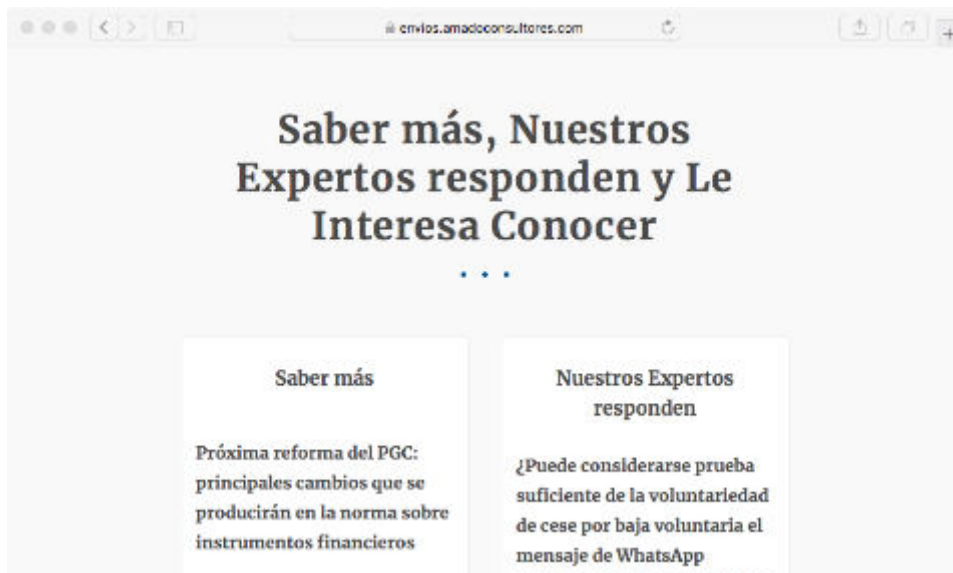 envios.amadoconsultores.com
Saber más, Nuestros
Expertos responden y Le
Interesa Conocer
Saber más
Próxima reforma del PGC:
principales cambios que se
producirán en la norma sobre
instrumentos financieros
Nuestros Expertos
responden
¿Puede considerarse prueba
suficiente de la voluntariedad
de cese por baja voluntaria el
mensaje de WhatsApp